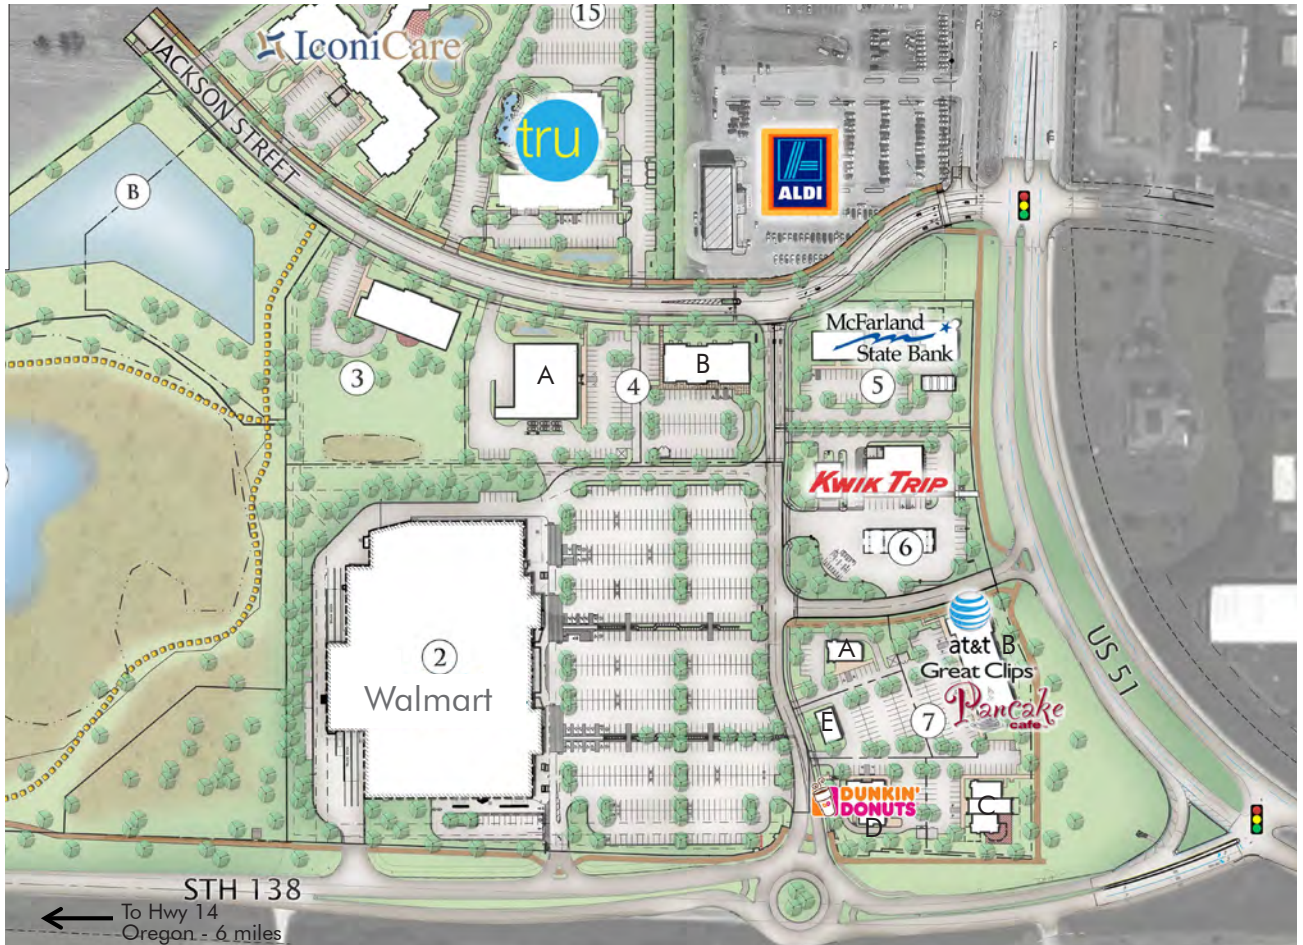 15
IconiCare
JACKSON STREET
tru
ALDI
B
McFarland
State Bank
3
A
4
B
5
KWIK TRIP
6
2
Walmart
at&t B
A
Great Clips
Pancake
cafe
US 51
E
7
DUNKIN'
DONUTS
C
D
STH 138
To Hwy 14
Oregon - 6 miles